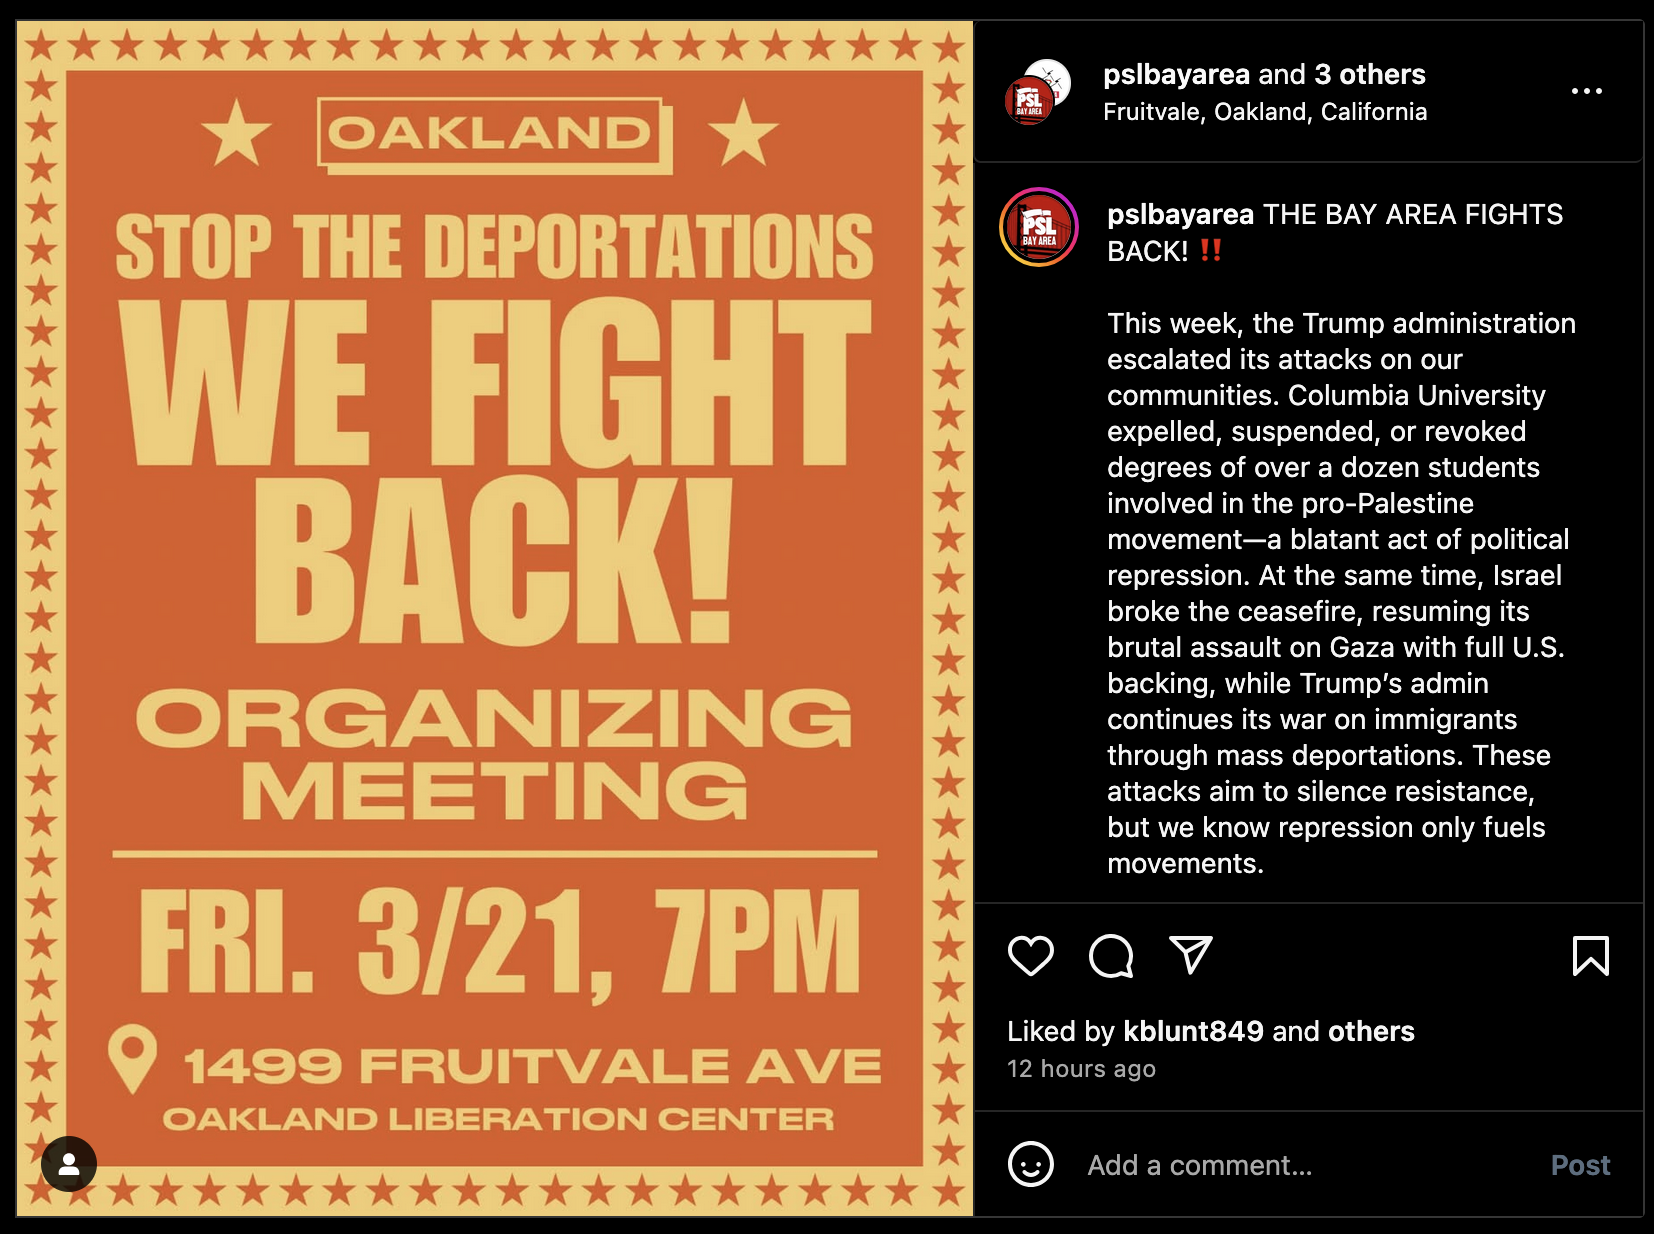 OAKLAND
STOP THE DEPORTATIONS
WE FIGHT
BACK!
ORGANIZING
MEETING
FRI. 3/21, 7PM
1499 FRUITVALE AVE
OAKLAND LIBERATION CENTER
PSL
BAY AREA
pslbayarea and 3 others
Fruitvale, Oakland, California
PSL
BAY AREA
pslbayarea THE BAY AREA FIGHTS
BACK! ‼️
This week, the Trump administration
escalated its attacks on our
communities. Columbia University
expelled, suspended, or revoked
degrees of over a dozen students
involved in the pro-Palestine
movement—a blatant act of political
repression. At the same time, Israel
broke the ceasefire, resuming its
brutal assault on Gaza with full U.S.
backing, while Trump’s admin
continues its war on immigrants
through mass deportations. These
attacks aim to silence resistance,
but we know repression only fuels
movements.
Liked by kblunt849 and others
12 hours ago
Add a comment...
Post